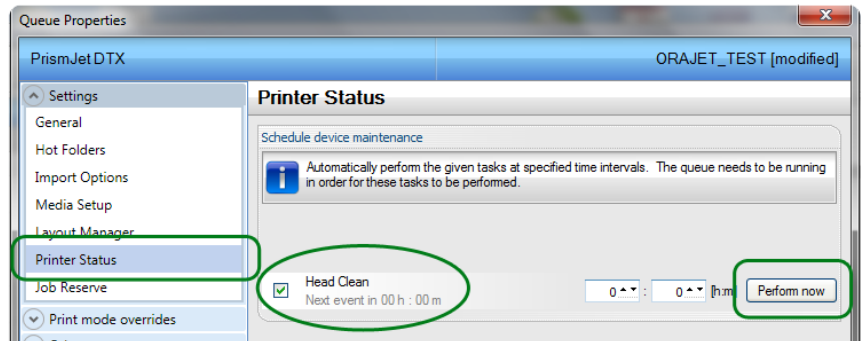 Queue Properties
PrismJet DTX
ORAJET_TEST [modified]
Settings
Printer Status
General
Schedule device maintenance
Hot Folders
Automatically perform the given tasks at specified time intervals. The queue needs to be running
in order for these tasks to be performed.
Import Options
Media Setup
Layout Manager
Printer Status
Job Reserve
Head Clean
Next event in 00 h : 00 m
0 : 0 [h:m]
Perform now
Print mode overrides